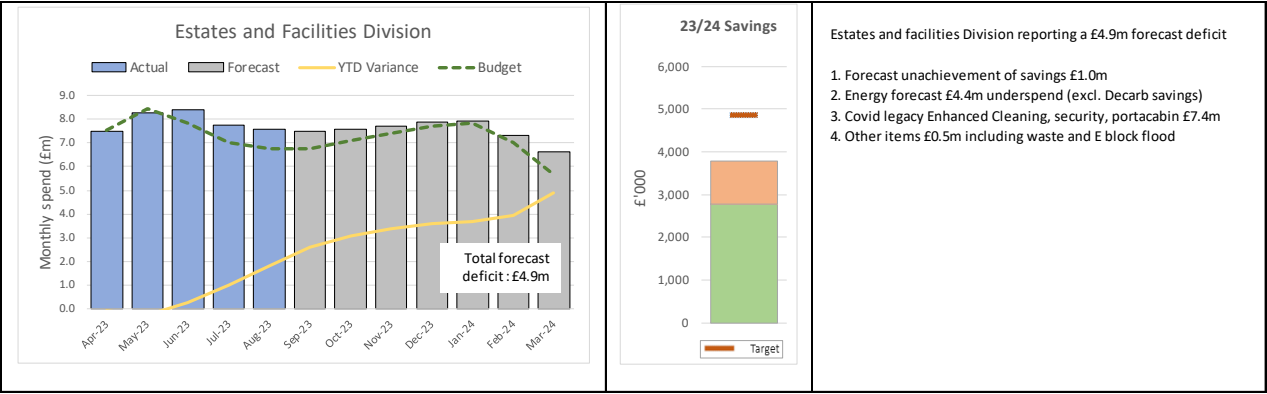 Estates and Facilities Division
Actual
Forecast
YTD Variance
Budget
Monthly spend (£m)
9.0
8.0
7.0
6.0
5.0
4.0
3.0
2.0
1.0
0.0
Total forecast
deficit : £4.9m
Apr-23
May-23
Jun-23
Jul-23
Aug-23
Sep-23
Oct-23
Nov-23
Dec-23
Jan-24
Feb-24
Mar-24
23/24 Savings
£'000
6,000
5,000
4,000
3,000
2,000
1,000
0
Target
Estates and facilities Division reporting a £4.9m forecast deficit
1. Forecast unachievement of savings £1.0m
2. Energy forecast £4.4m underspend (excl. Decarb savings)
3. Covid legacy Enhanced Cleaning, security, portacabin £7.4m
4. Other items £0.5m including waste and E block flood